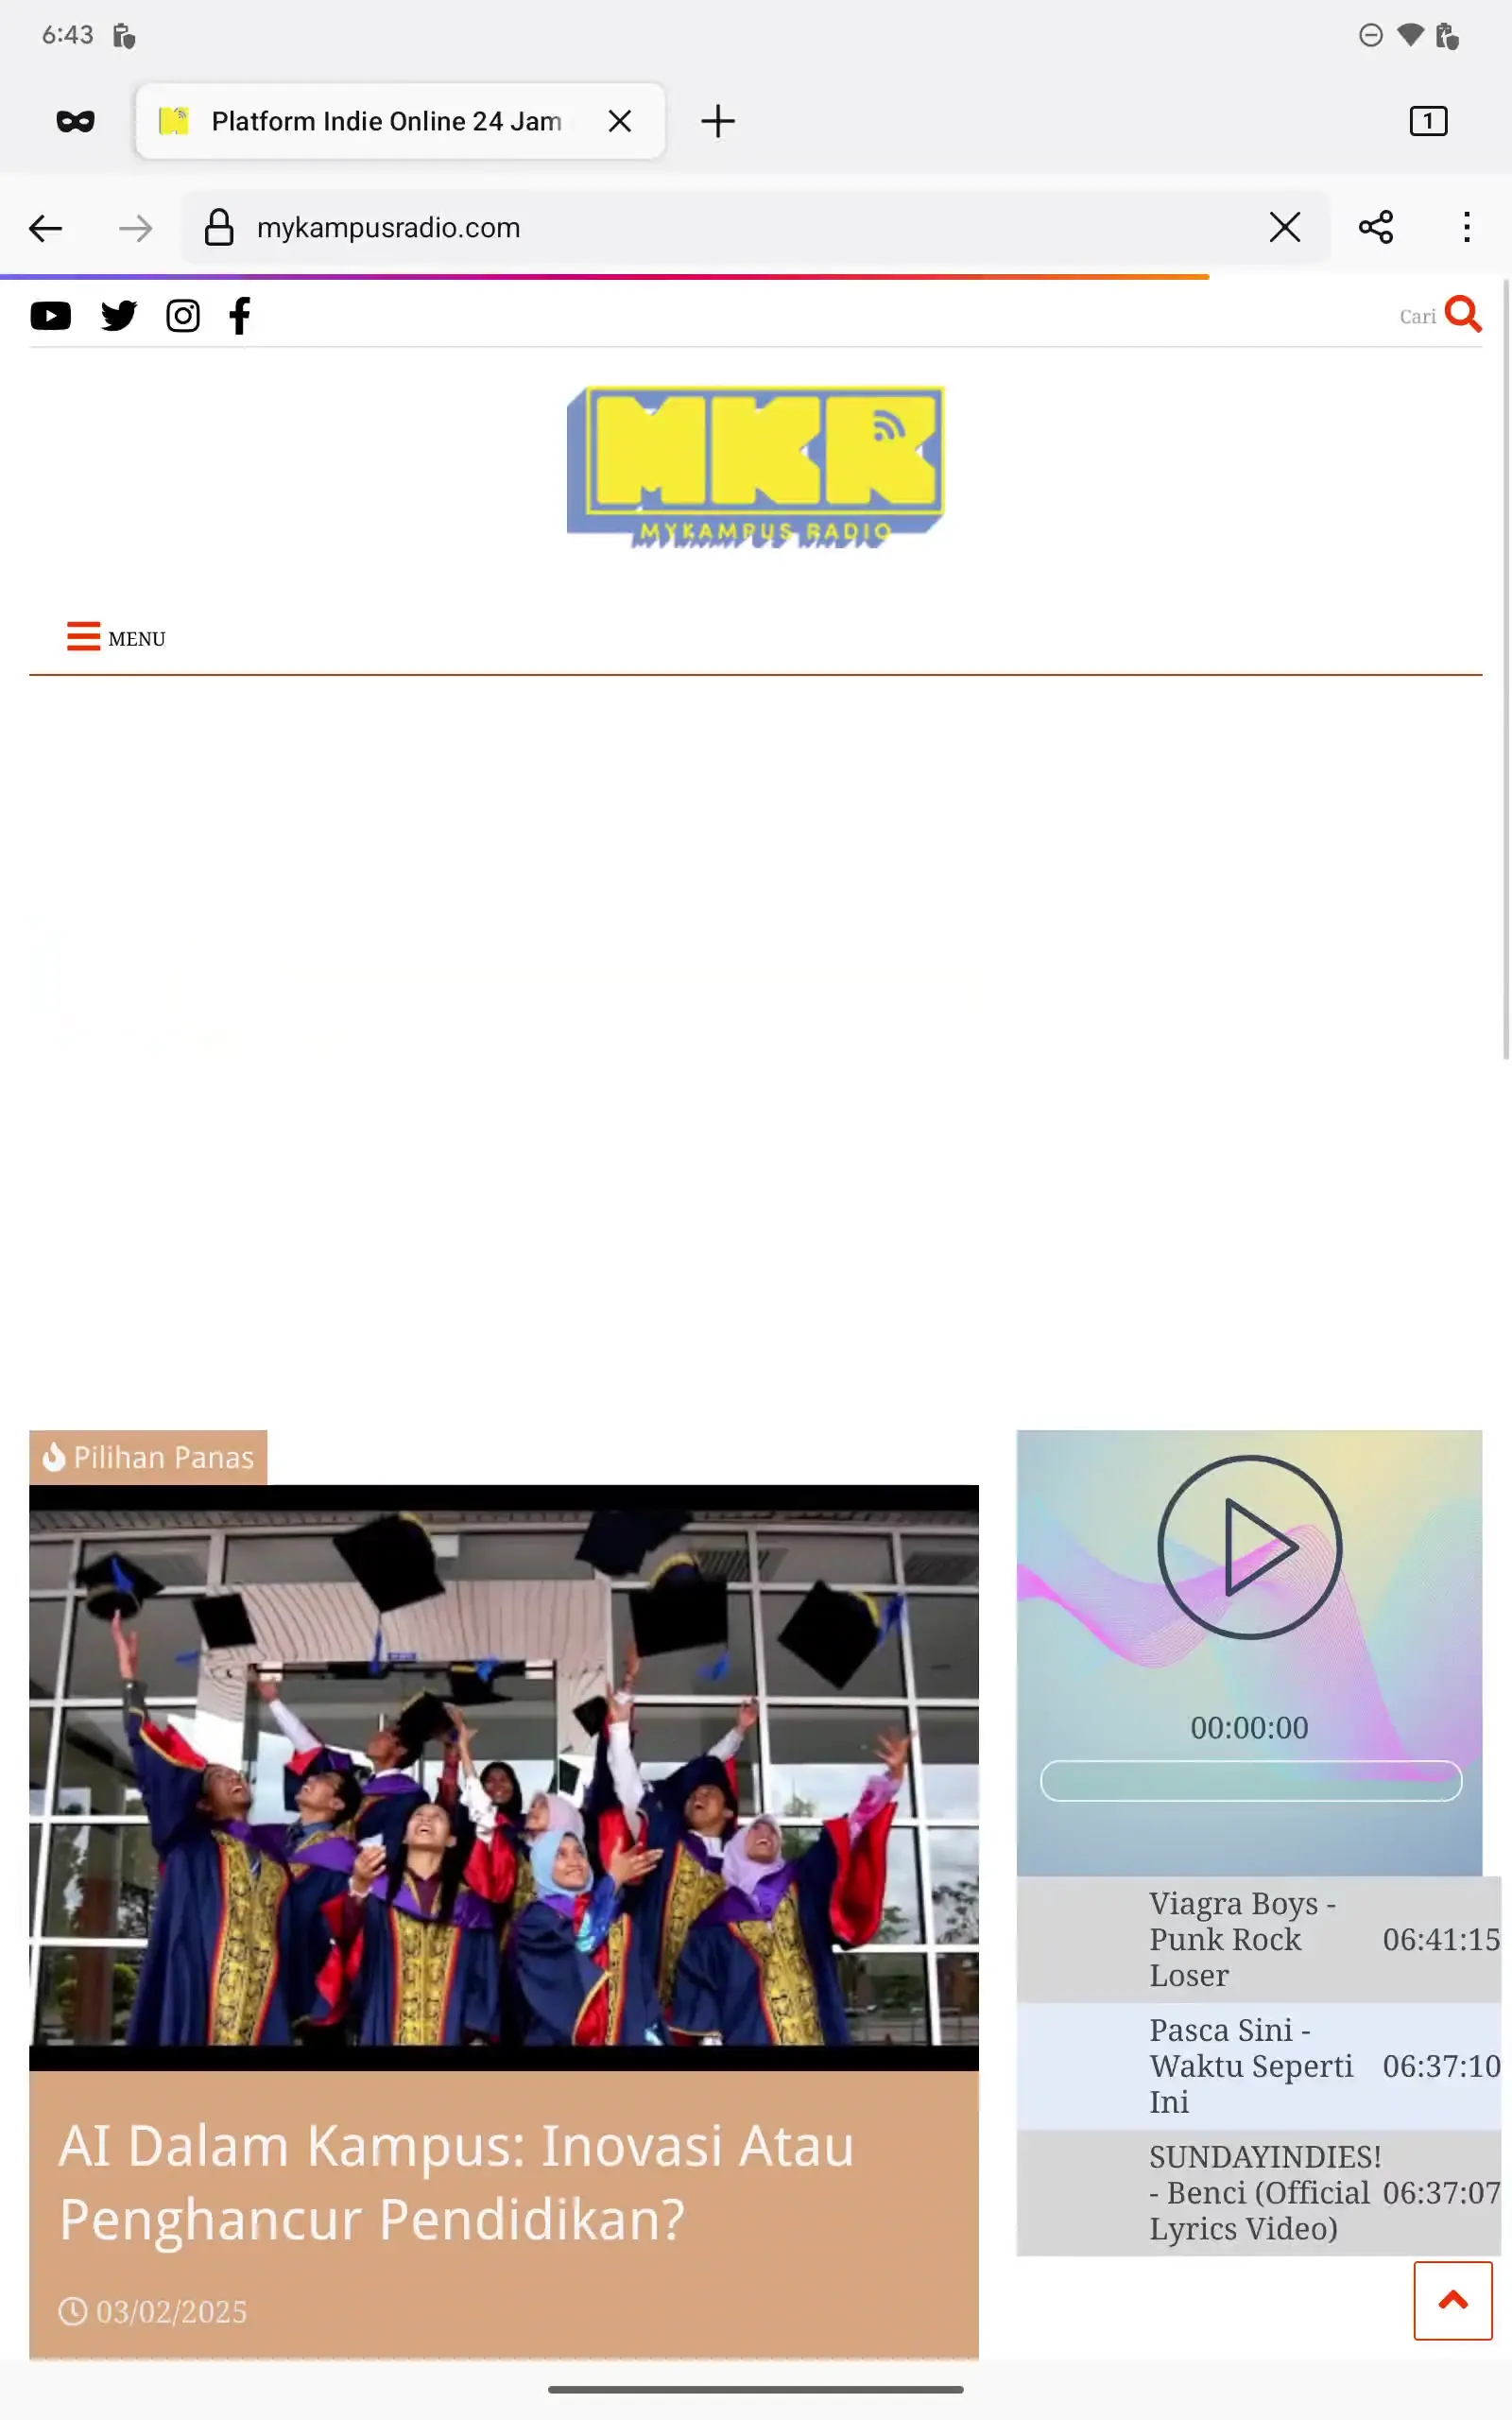 6:43
Platform Indie Online 24 Jam
1
mykampusradio.com
Cari
MKR
MYKAMPUS RADIO
MENU
Pilihan Panas
00:00:00
Viagra Boys -
Punk Rock
Loser
06:41:15
Pasca Sini -
Waktu Seperti
Ini
06:37:10
SUNDAYINDIES!
- Benci (Official
Lyrics Video)
06:37:07
AI Dalam Kampus: Inovasi Atau
Penghancur Pendidikan?
03/02/2025